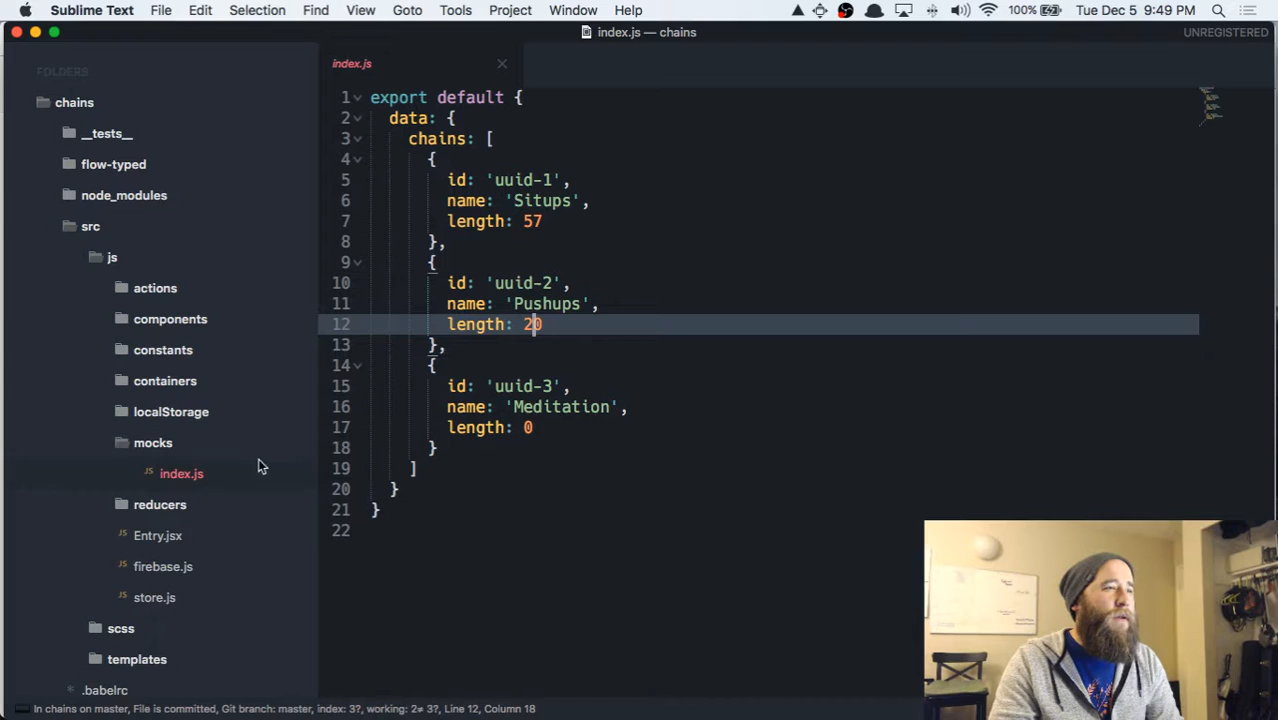 Sublime Text File Edit Selection Find View Goto Tools Project Window Help 100% Tue Dec 5 9:49 PM
index.js — chains UNREGISTERED
FOLDERS
chains
__tests__
flow-typed
node_modules
src
js
actions
components
constants
containers
localStorage
mocks
JS index.js
reducers
JS Entry.jsx
JS firebase.js
JS store.js
scss
templates
.babelrc
index.js
1 export default {
2 data: {
3 chains: [
4 {
5 id: 'uuid-1',
6 name: 'Situps',
7 length: 57
8 },
9 {
10 id: 'uuid-2',
11 name: 'Pushups',
12 length: 20
13 },
14 {
15 id: 'uuid-3',
16 name: 'Meditation',
17 length: 0
18 }
19 ]
20 }
21 }
22
In chains on master, File is committed, Git branch: master, index: 3?, working: 2≠ 3?, Line 12, Column 18